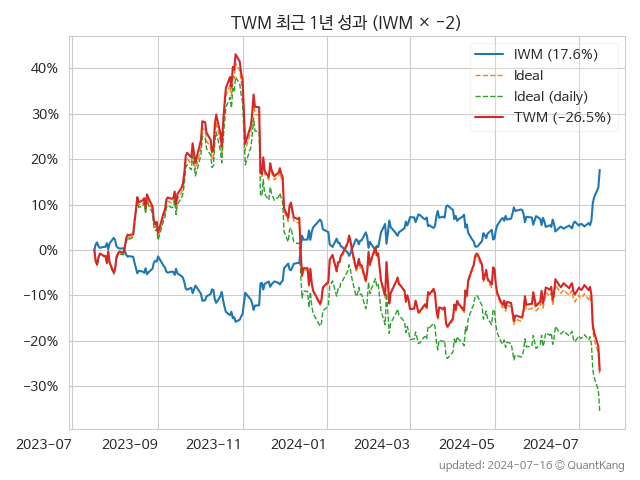 TWM 최근 1년 성과 (IWM × −2)
IWM (17.6%)
Ideal
Ideal (daily)
TWM (−26.5%)
40%
30%
20%
10%
0%
−10%
−20%
−30%
2023-07 2023-09 2023-11 2024-01 2024-03 2024-05 2024-07
updated: 2024-07-16 © QuantKang